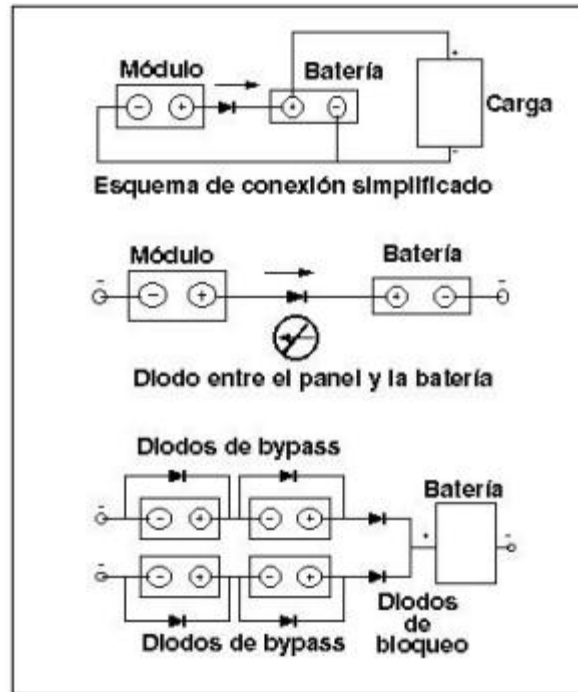 Módulo
Batería
Carga
Esquema de conexión simplificado
Módulo
Batería
Diodo entre el panel y la batería
Diodos de bypass
Batería
Diodos de bypass
Diodos
de
bloqueo